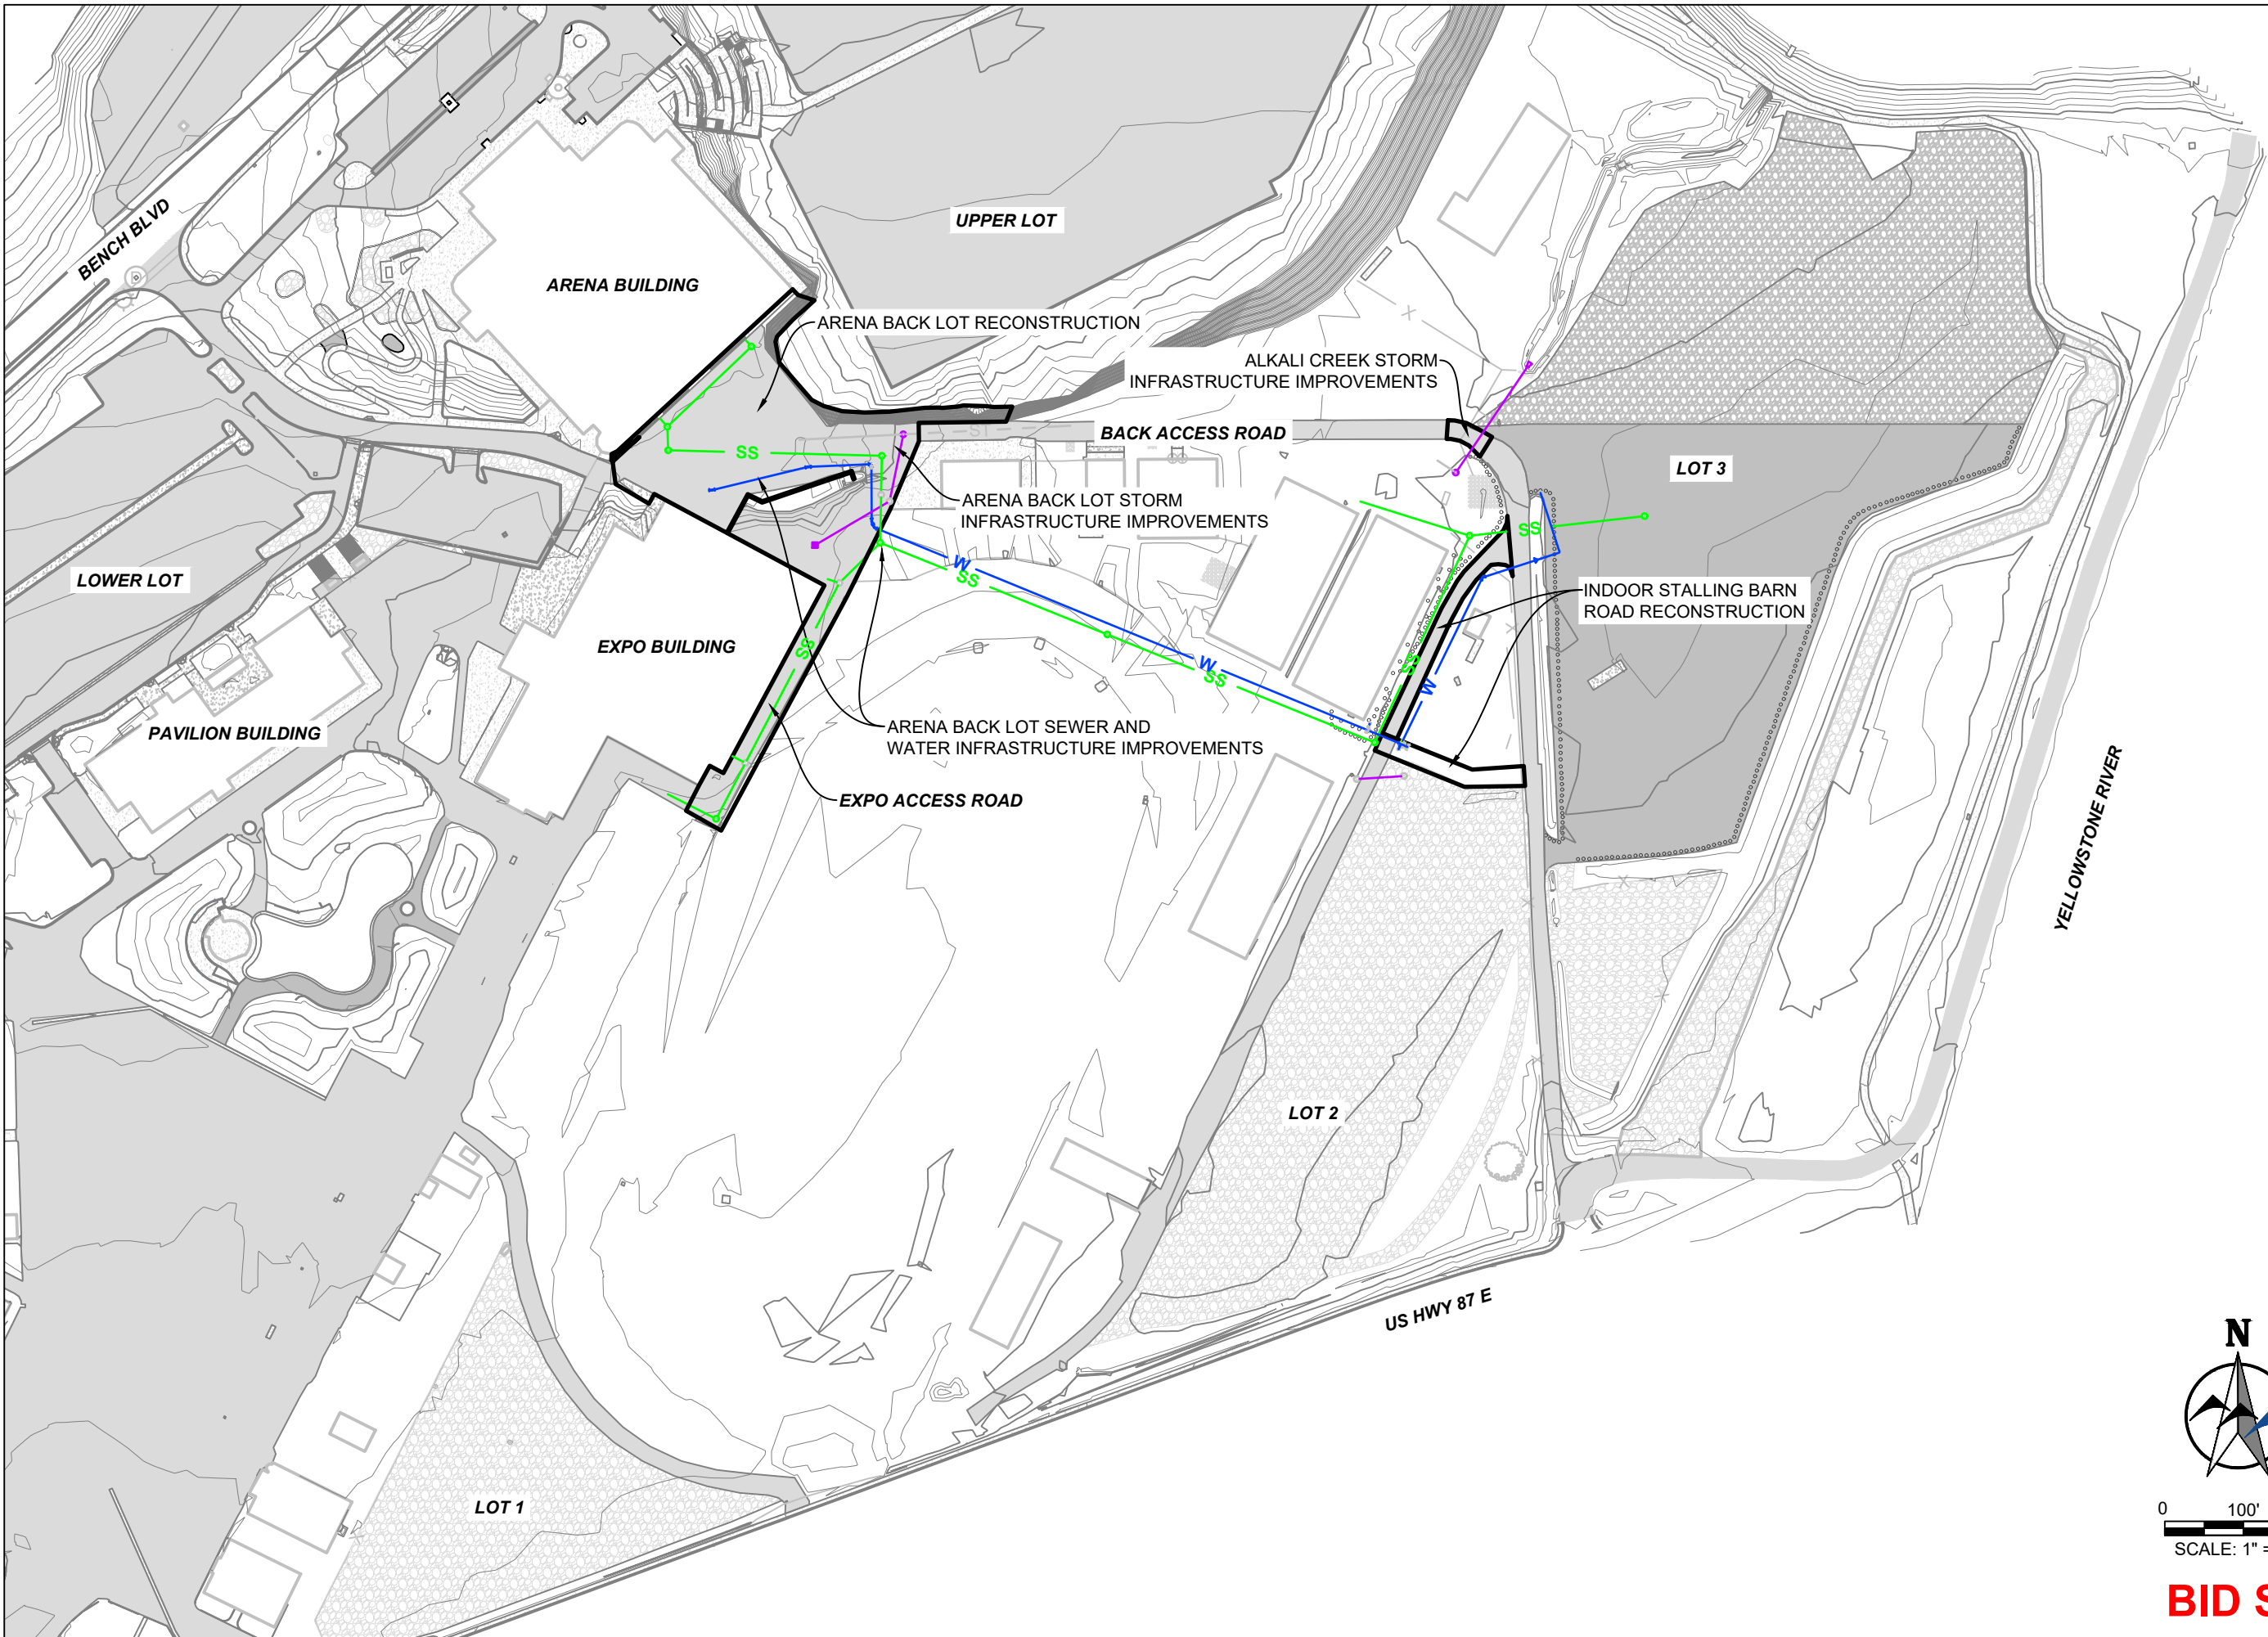 BENCH BLVD
UPPER LOT
ARENA BUILDING
ARENA BACK LOT RECONSTRUCTION
ALKALI CREEK STORM
INFRASTRUCTURE IMPROVEMENTS
BACK ACCESS ROAD
ST
SS
LOT 3
ARENA BACK LOT STORM
INFRASTRUCTURE IMPROVEMENTS
SS
W
SS
LOWER LOT
INDOOR STALLING BARN
ROAD RECONSTRUCTION
EXPO BUILDING
SS
W
SS
SS
W
PAVILION BUILDING
ARENA BACK LOT SEWER AND
WATER INFRASTRUCTURE IMPROVEMENTS
EXPO ACCESS ROAD
YELLOWSTONE RIVER
LOT 2
US HWY 87 E
LOT 1
N
0 100'
SCALE: 1" =
BID S